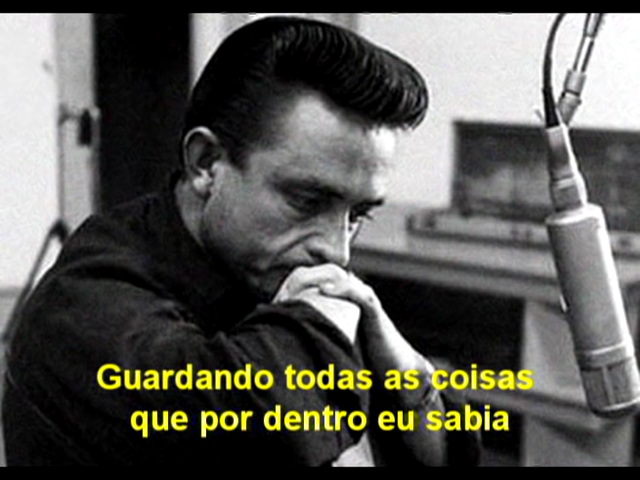 Guardando todas as coisas
que por dentro eu sabia